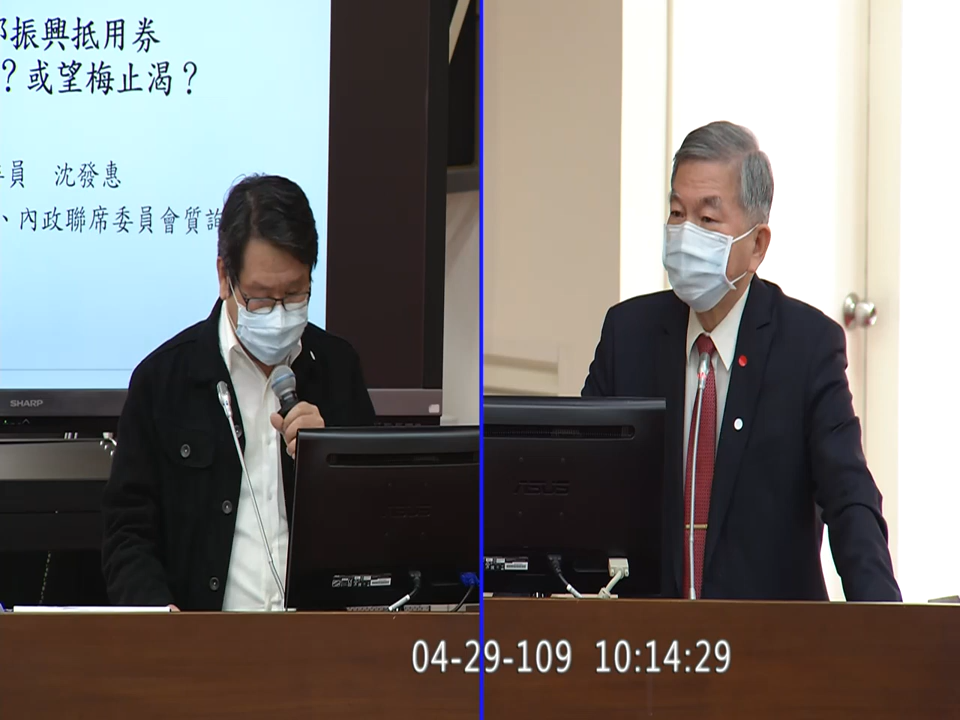 部振興抵用券
？或望梅止渴？
委員 沈發惠
、內政聯席委員會質詢
SHARP
ASUS
04-29-109 10:14:29